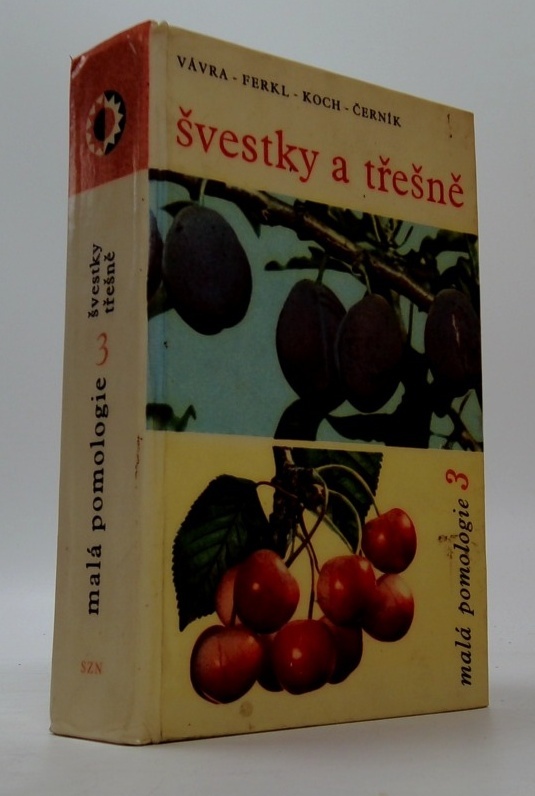 VÁVRA - FERKL - KOCH - ČERNÍK
švestky a třešně
malá pomologie 3
malá pomologie 3
švestky
třešně
SZN